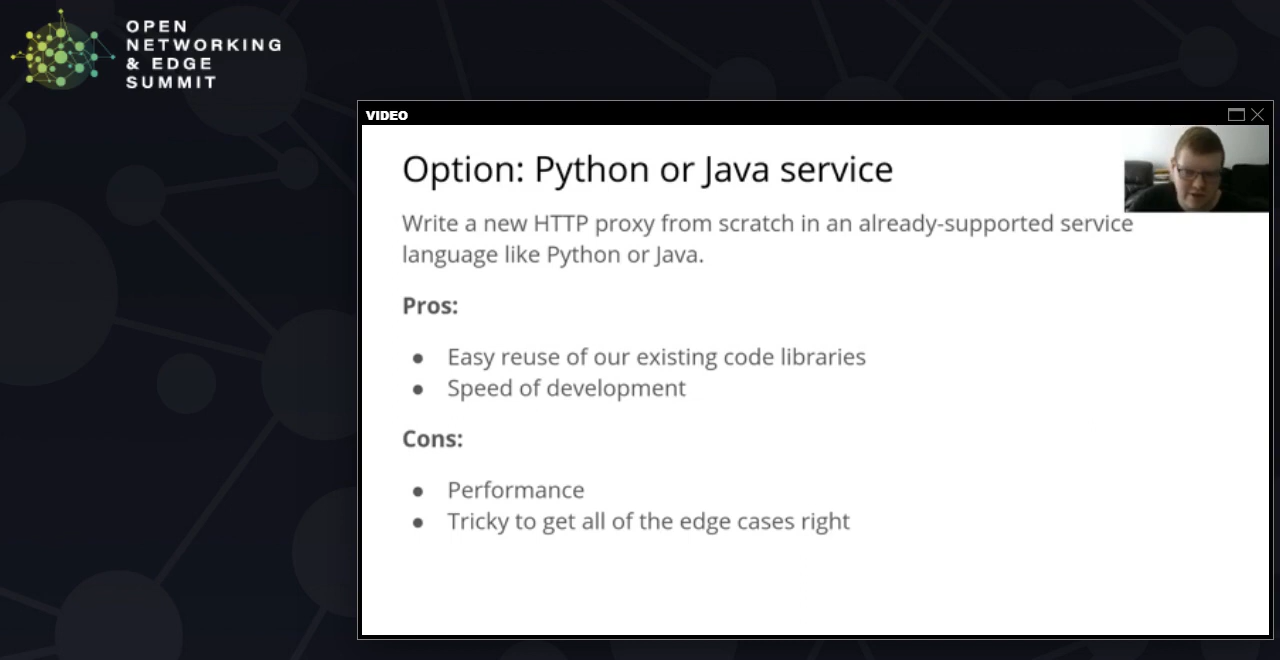 OPEN
NETWORKING
& EDGE
SUMMIT
VIDEO
Option: Python or Java service
Write a new HTTP proxy from scratch in an already-supported service
language like Python or Java.
Pros:
● Easy reuse of our existing code libraries
● Speed of development
Cons:
● Performance
● Tricky to get all of the edge cases right